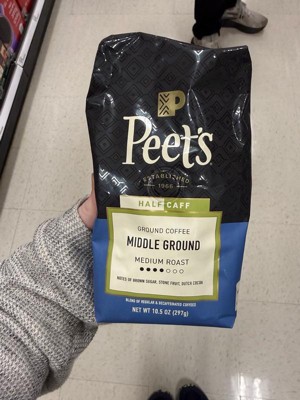 P
Peet's
ESTABLISHED
1966
HALF CAFF
GROUND COFFEE
MIDDLE GROUND
MEDIUM ROAST
NOTES OF BROWN SUGAR, STONE FRUIT, DUTCH COCOA
BLEND OF REGULAR & DECAFFEINATED COFFEES
NET WT 10.5 OZ (297g)